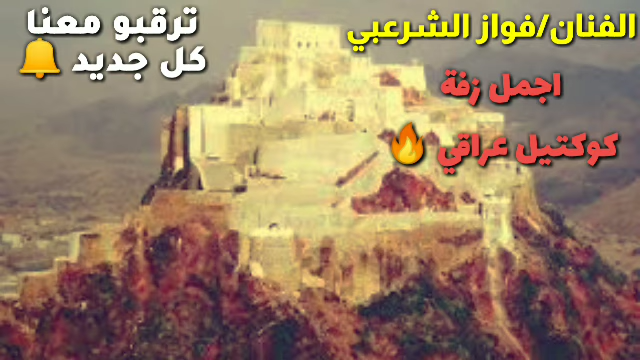 الفنان/فواز الشرعبي
اجمل زفة
كوكتيل عراقي 🔥
ترقبو معنا
كل جديد 🔔